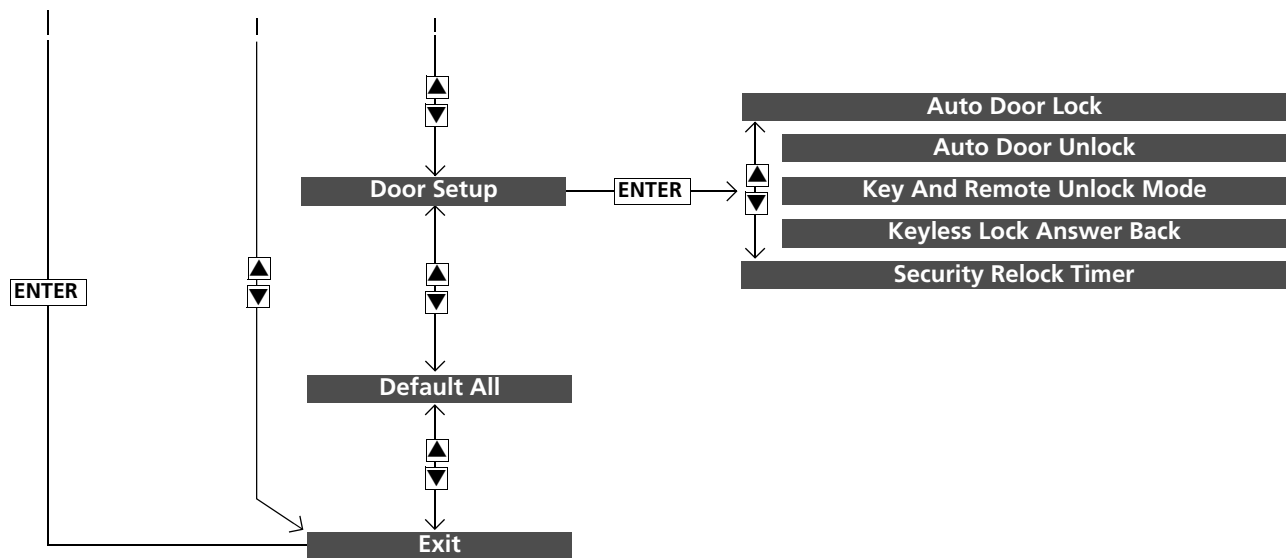 Auto Door Lock
Auto Door Unlock
Door Setup
ENTER
Key And Remote Unlock Mode
Keyless Lock Answer Back
Security Relock Timer
ENTER
Default All
Exit